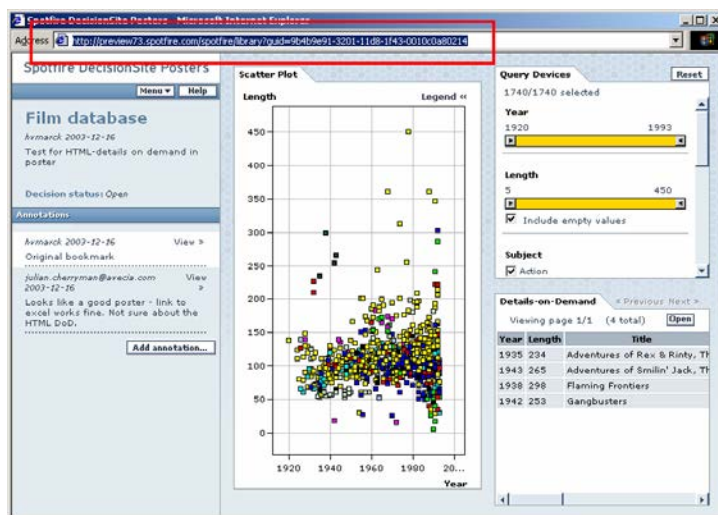 Spotfire DecisionSite Posters - Microsoft Internet Explorer
Address http://preview73.spotfire.com/spotfire/library?guid=9b4b9e91-3201-11d8-1f43-0010c0a80214
Spotfire DecisionSite Posters
Menu Help
Film database
hvmarck 2003-12-16
Test for HTML-details on demand in
poster
Decision status: Open
Annotations
hvmarck 2003-12-16 View »
Original bookmark
julian.cherryman@avecia.com View
2003-12-16 »
Looks like a good poster - link to
excel works fine. Not sure about the
HTML DoD.
Add annotation...
Scatter Plot
Length Legend «
450
400
350
300
250
200
150
100
50
0
1920 1940 1960 1980 20...
Year
Query Devices Reset
1740/1740 selected
Year
1920 1993
Length
5 450
Include empty values
Subject
Action
Details-on-Demand « Previous Next »
Viewing page 1/1 (4 total) Open
Year Length Title
1935 234 Adventures of Rex & Rinty, Th
1943 265 Adventures of Smilin' Jack, Th
1938 298 Flaming Frontiers
1942 253 Gangbusters